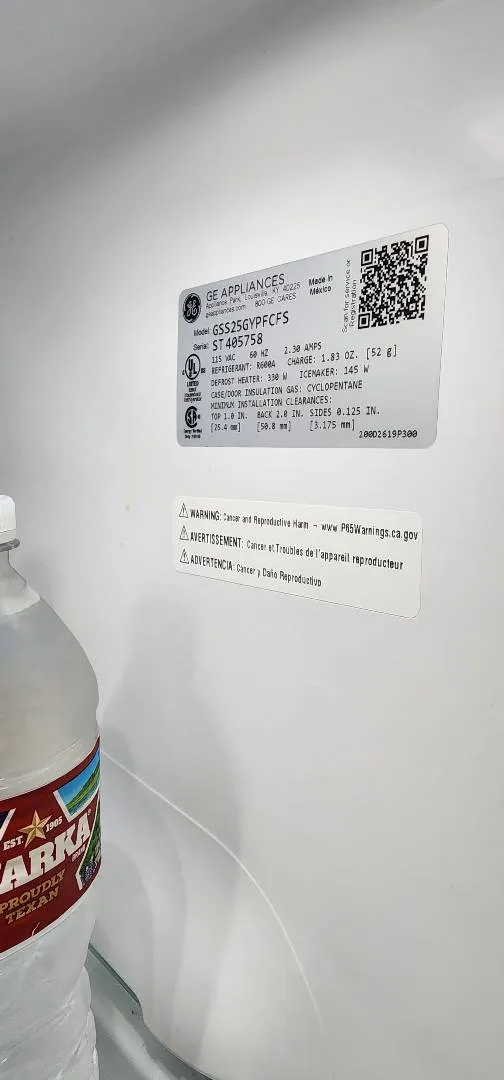 GE APPLIANCES
Appliance Park, Louisville, KY 40225
geappliances.com 800 GE CARES
Made in
México
Scan for service or
Registration
Model: GSS25GYPFCFS
Serial: ST405758
115 VAC 60 HZ 2.30 AMPS
REFRIGERANT: R600A CHARGE: 1.83 OZ. [52 g]
DEFROST HEATER: 330 W ICEMAKER: 145 W
CASE/DOOR INSULATION GAS: CYCLOPENTANE
MINIMUM INSTALLATION CLEARANCES:
TOP 1.0 IN. BACK 2.0 IN. SIDES 0.125 IN.
[25.4 mm] [50.8 mm] [3.175 mm]
200D2619P300
UL
LISTED
⚠ WARNING: Cancer and Reproductive Harm - www.P65Warnings.ca.gov
⚠ AVERTISSEMENT: Cancer et Troubles de l'appareil reproducteur
⚠ ADVERTENCIA: Cancer y Daño Reproductivo
EST. 1905
ARKA
PROUDLY
TEXAN